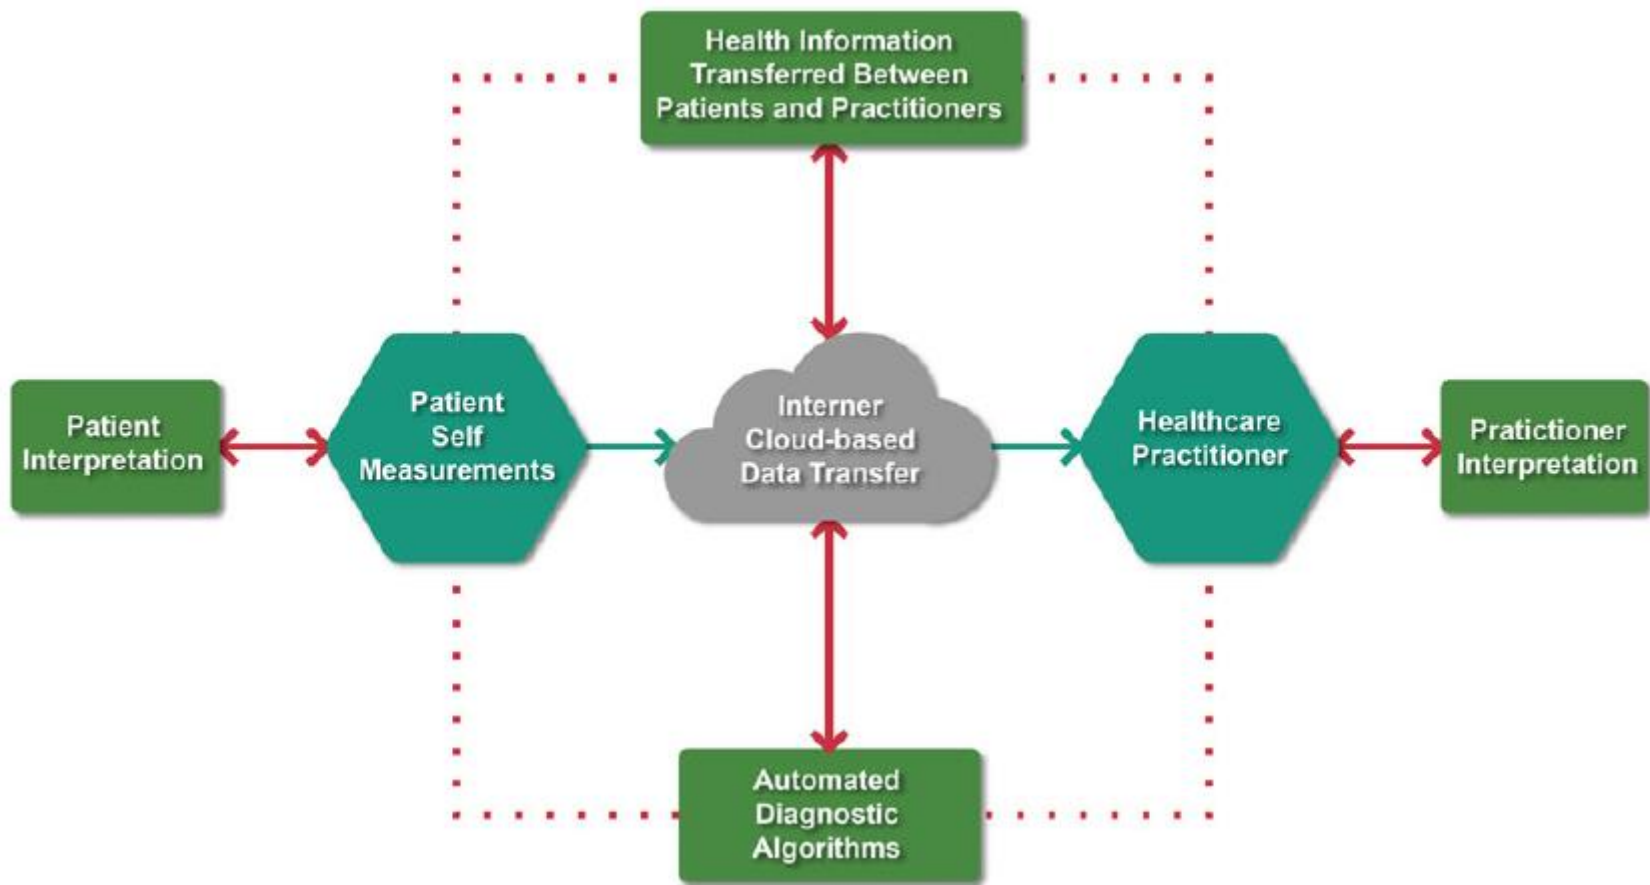 Health Information
Transferred Between
Patients and Practitioners
Patient
Interpretation
Patient
Self
Measurements
Interner
Cloud-based
Data Transfer
Healthcare
Practitioner
Pratictioner
Interpretation
Automated
Diagnostic
Algorithms